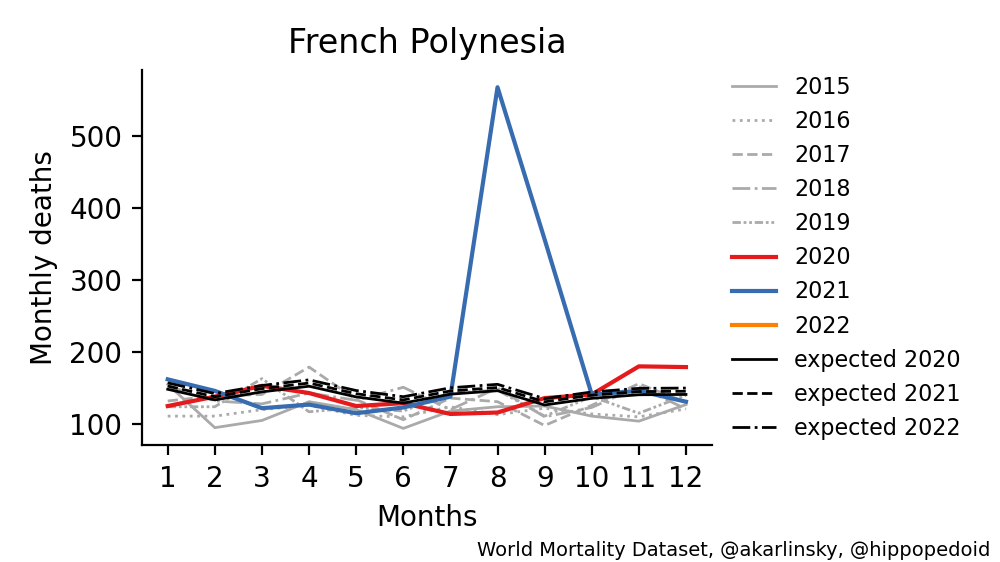 French Polynesia
Monthly deaths
500
400
300
200
100
1 2 3 4 5 6 7 8 9 10 11 12
Months
2015
2016
2017
2018
2019
2020
2021
2022
expected 2020
expected 2021
expected 2022
World Mortality Dataset, @akarlinsky, @hippopedoid